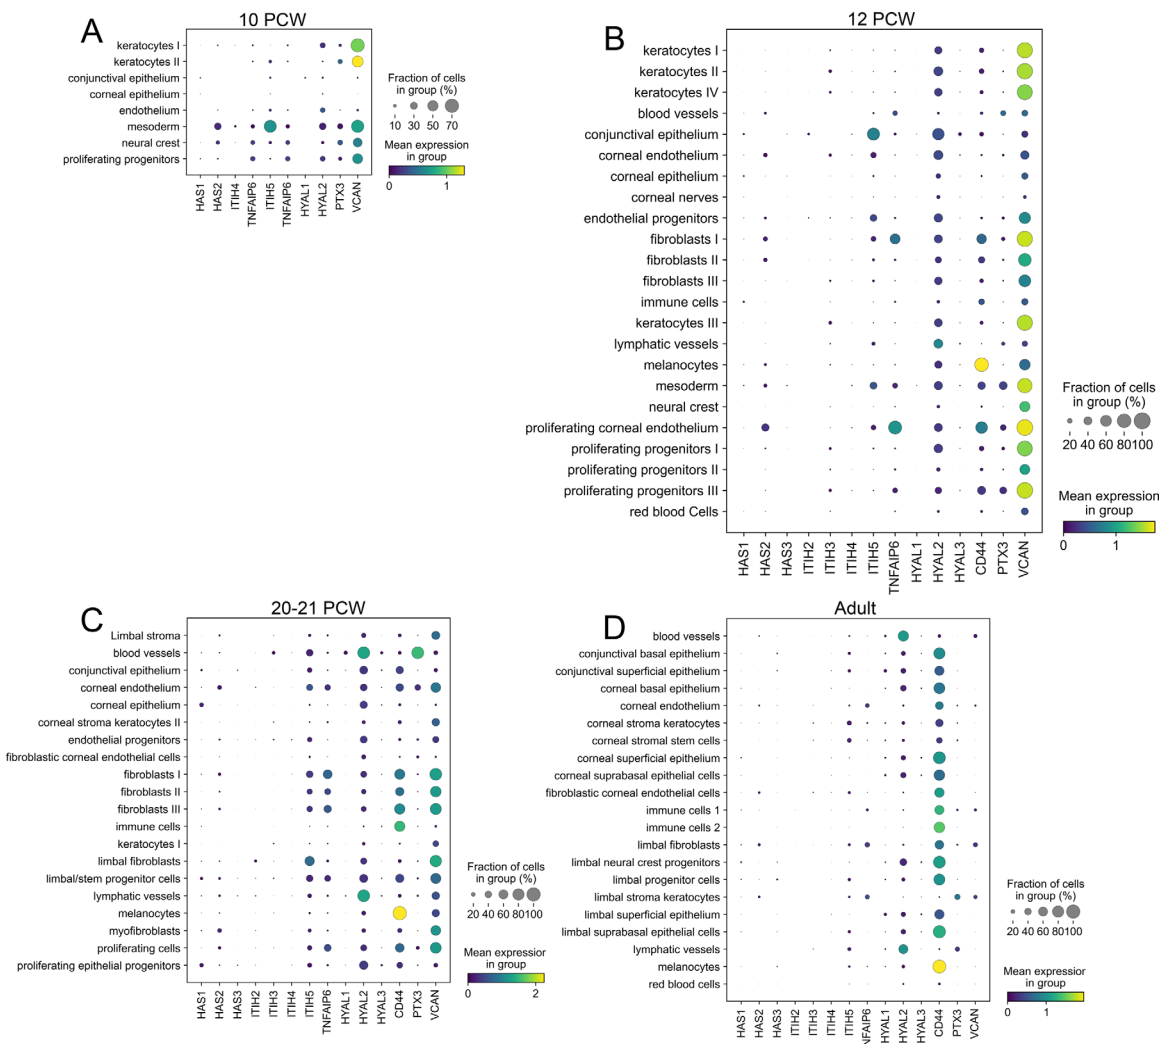 A
10 PCW
keratocytes I
keratocytes II
conjunctival epithelium
corneal epithelium
endothelium
mesoderm
neural crest
proliferating progenitors
HAS1
HAS2
ITIH4
TNFAIP6
ITIH5
TNFAIP6
HYAL1
HYAL2
PTX3
VCAN
Fraction of cells
in group (%)
10 30 50 70
Mean expression
in group
0 1
B
12 PCW
keratocytes I
keratocytes II
keratocytes IV
blood vessels
conjunctival epithelium
corneal endothelium
corneal epithelium
corneal nerves
endothelial progenitors
fibroblasts I
fibroblasts II
fibroblasts III
immune cells
keratocytes III
lymphatic vessels
melanocytes
mesoderm
neural crest
proliferating corneal endothelium
proliferating progenitors I
proliferating progenitors II
proliferating progenitors III
red blood Cells
HAS1
HAS2
HAS3
ITIH2
ITIH3
ITIH4
ITIH5
TNFAIP6
HYAL1
HYAL2
HYAL3
CD44
PTX3
VCAN
Fraction of cells
in group (%)
20 40 60 80 100
Mean expression
in group
0 1
C
20-21 PCW
Limbal stroma
blood vessels
conjunctival epithelium
corneal endothelium
corneal epithelium
corneal stroma keratocytes II
endothelial progenitors
fibroblastic corneal endothelial cells
fibroblasts I
fibroblasts II
fibroblasts III
immune cells
keratocytes I
limbal fibroblasts
limbal/stem progenitor cells
lymphatic vessels
melanocytes
myofibroblasts
proliferating cells
proliferating epithelial progenitors
HAS1
HAS2
HAS3
ITIH2
ITIH3
ITIH4
ITIH5
TNFAIP6
HYAL1
HYAL2
HYAL3
CD44
PTX3
VCAN
Fraction of cells
in group (%)
20 40 60 80 100
Mean expression
in group
0 2
D
Adult
blood vessels
conjunctival basal epithelium
conjunctival superficial epithelium
corneal basal epithelium
corneal endothelium
corneal stroma keratocytes
corneal stromal stem cells
corneal superficial epithelium
corneal suprabasal epithelial cells
fibroblastic corneal endothelial cells
immune cells 1
immune cells 2
limbal fibroblasts
limbal neural crest progenitors
limbal progenitor cells
limbal stroma keratocytes
limbal superficial epithelium
limbal suprabasal epithelial cells
lymphatic vessels
melanocytes
red blood cells
HAS1
HAS2
HAS3
ITIH2
ITIH3
ITIH4
ITIH5
NFAIP6
HYAL1
HYAL2
HYAL3
CD44
PTX3
VCAN
Fraction of cells
in group (%)
20 40 60 80 100
Mean expression
in group
0 1